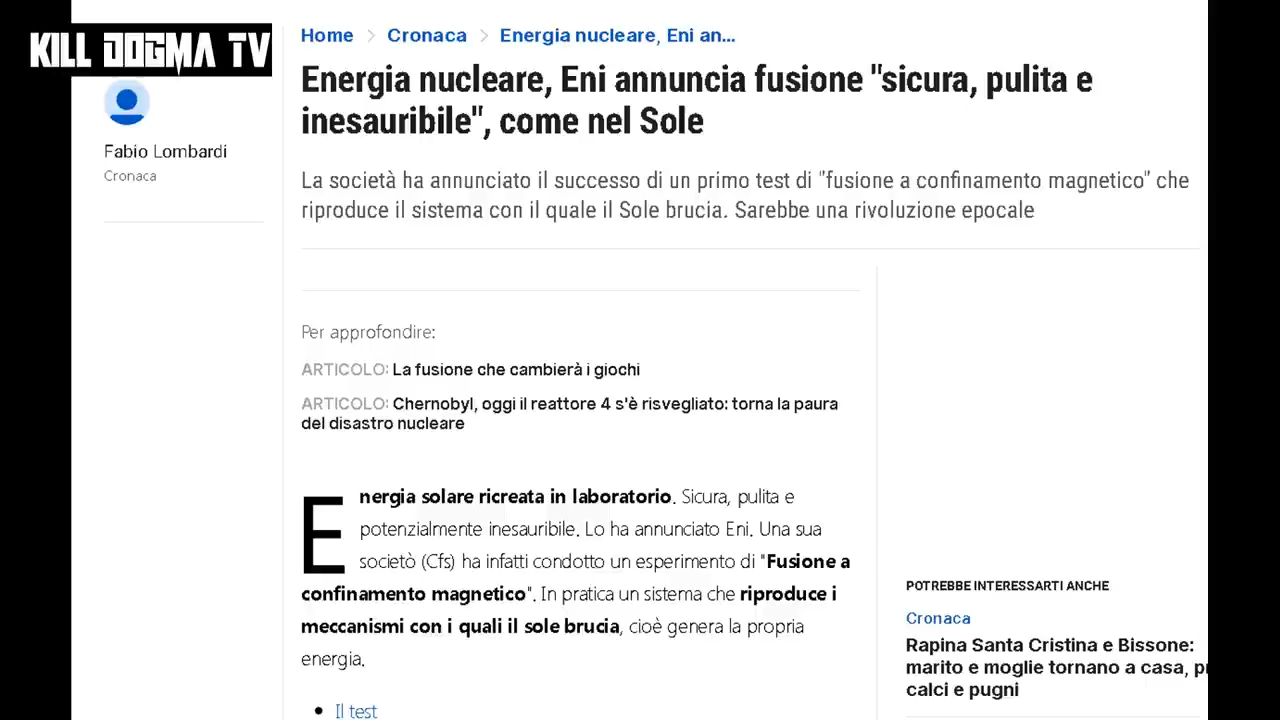 KILL DOGMA TV
Home > Cronaca > Energia nucleare, Eni an...
Energia nucleare, Eni annuncia fusione "sicura, pulita e
inesauribile", come nel Sole
Fabio Lombardi
Cronaca
La società ha annunciato il successo di un primo test di "fusione a confinamento magnetico" che
riproduce il sistema con il quale il Sole brucia. Sarebbe una rivoluzione epocale
Per approfondire:
ARTICOLO: La fusione che cambierà i giochi
ARTICOLO: Chernobyl, oggi il reattore 4 s'è risvegliato: torna la paura
del disastro nucleare
Energia solare ricreata in laboratorio. Sicura, pulita e
potenzialmente inesauribile. Lo ha annunciato Eni. Una sua
societò (Cfs) ha infatti condotto un esperimento di "Fusione a
confinamento magnetico". In pratica un sistema che riproduce i
meccanismi con i quali il sole brucia, cioè genera la propria
energia.
• Il test
POTREBBE INTERESSARTI ANCHE
Cronaca
Rapina Santa Cristina e Bissone:
marito e moglie tornano a casa, pr
calci e pugni